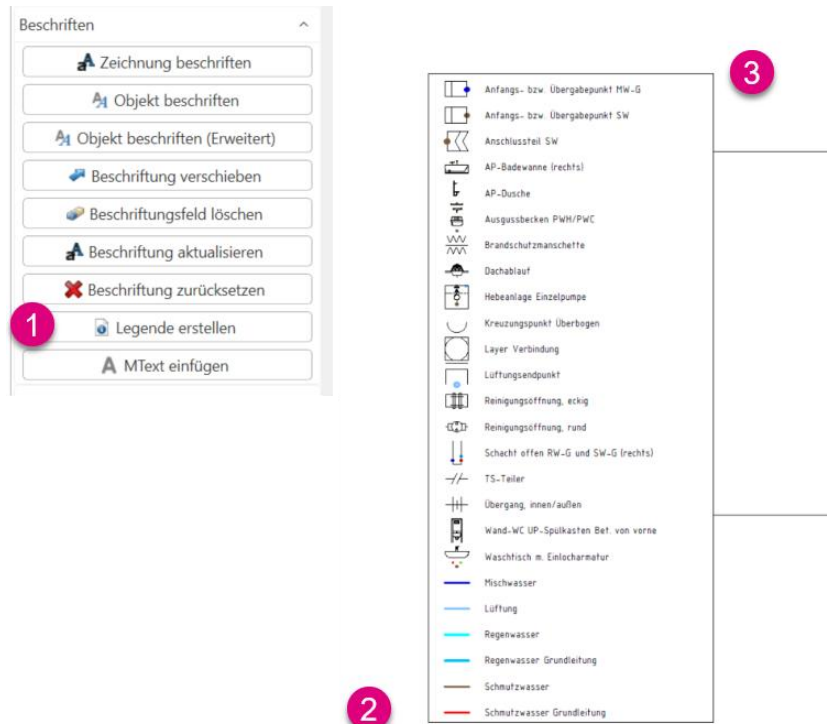 Beschriften
Zeichnung beschriften
Objekt beschriften
Objekt beschriften (Erweitert)
Beschriftung verschieben
Beschriftungsfeld löschen
Beschriftung aktualisieren
Beschriftung zurücksetzen
1
Legende erstellen
MText einfügen
3
Anfangs- bzw. Übergabepunkt MW-G
Anfangs- bzw. Übergabepunkt SW
Anschlussteil SW
AP-Badewanne (rechts)
AP-Dusche
Ausgussbecken PWH/PWC
Brandschutzmanschette
Dachablauf
Hebeanlage Einzelpumpe
Kreuzungspunkt Überbogen
Layer Verbindung
Lüftungsendpunkt
Reinigungsöffnung, eckig
Reinigungsöffnung, rund
Schacht offen RW-G und SW-G (rechts)
TS-Teiler
Übergang, innen/außen
Wand-WC UP-Spülkasten Bet. von vorne
Waschtisch m. Einlocharmatur
Mischwasser
Lüftung
Regenwasser
Regenwasser Grundleitung
Schmutzwasser
Schmutzwasser Grundleitung
2